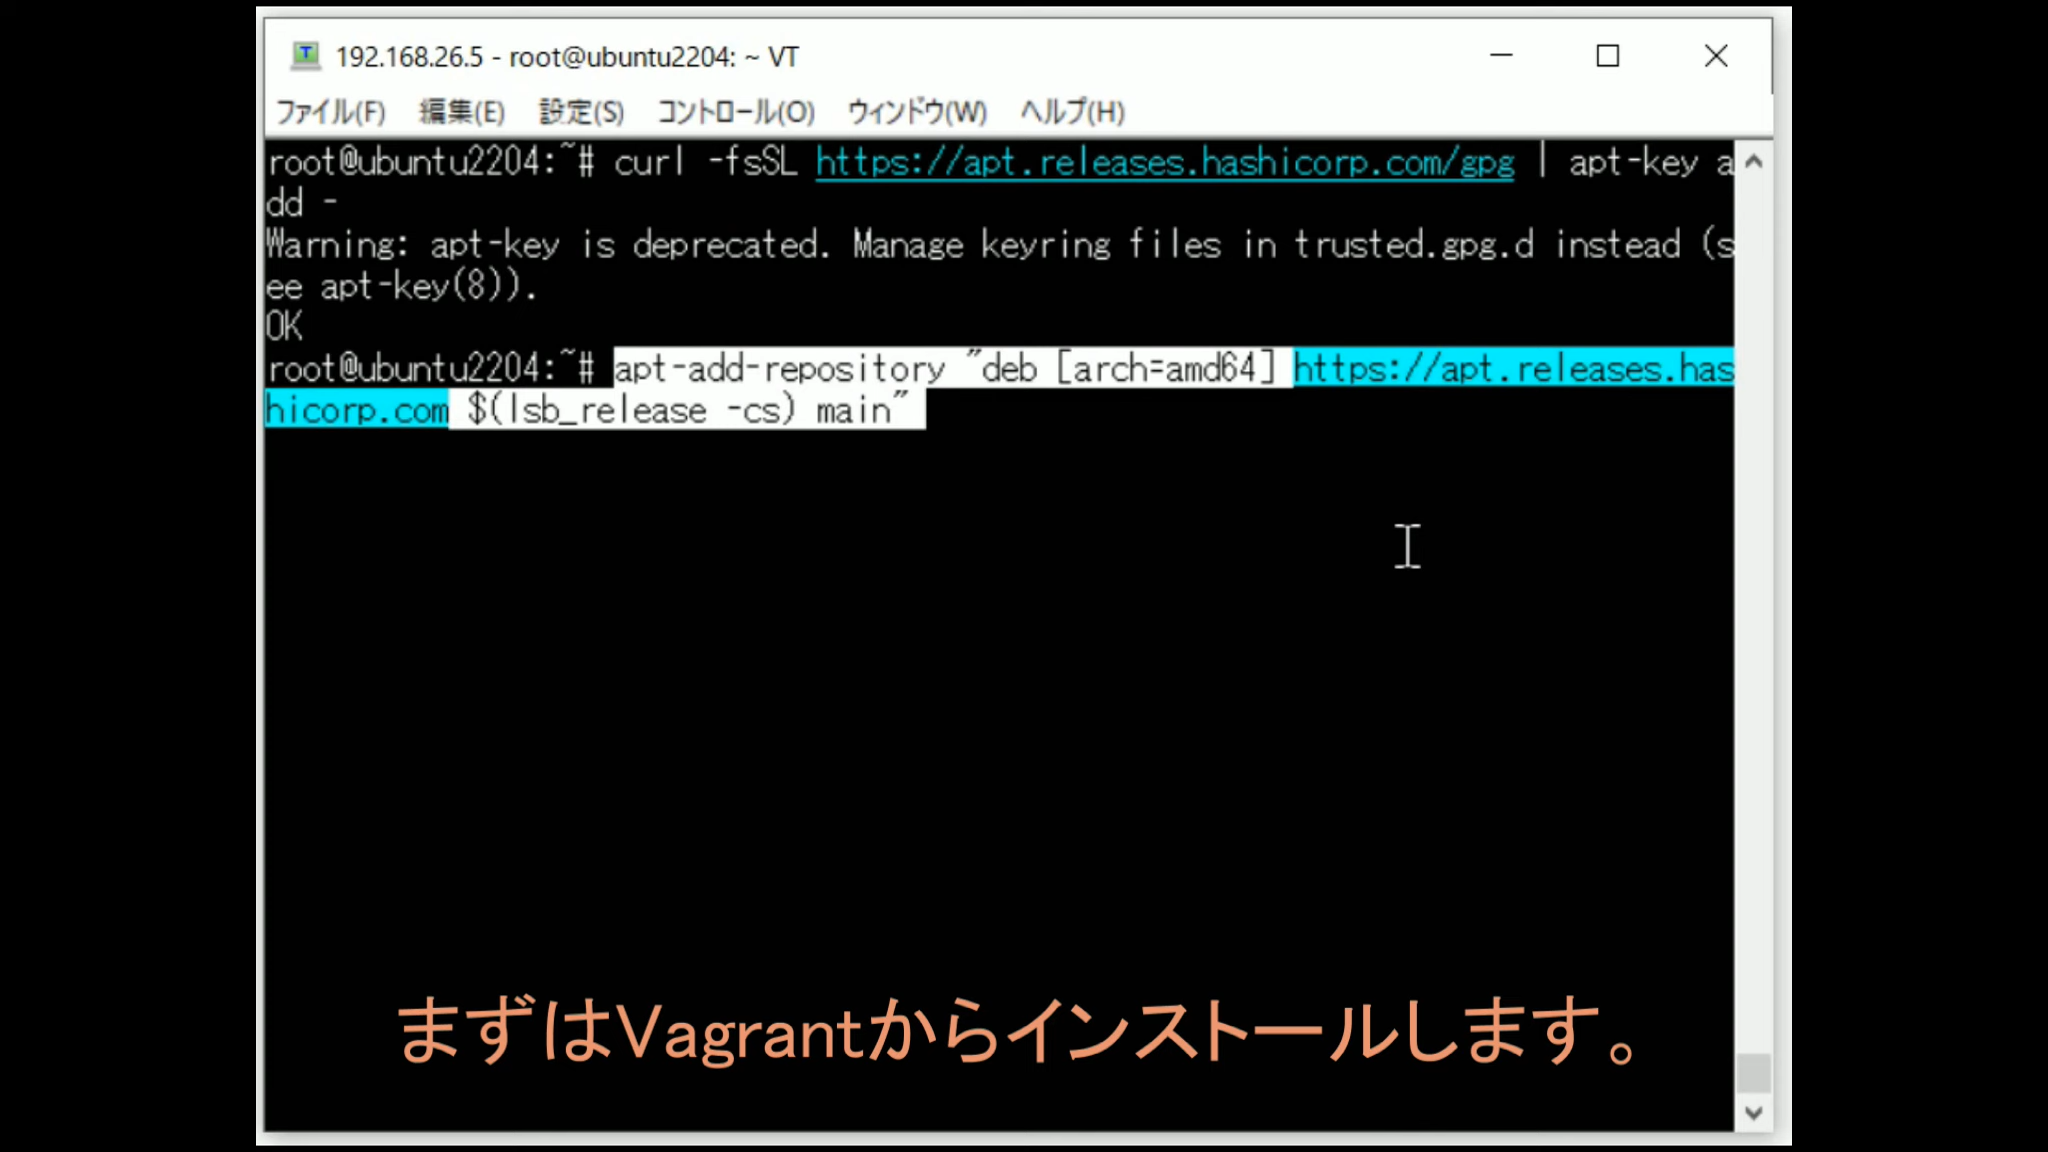 192.168.26.5 - root@ubuntu2204: ~ VT
ファイル(F) 編集(E) 設定(S) コントロール(O) ウィンドウ(W) ヘルプ(H)
root@ubuntu2204:~# curl -fsSL https://apt.releases.hashicorp.com/gpg | apt-key a
dd -
Warning: apt-key is deprecated. Manage keyring files in trusted.gpg.d instead (s
ee apt-key(8)).
OK
root@ubuntu2204:~# apt-add-repository "deb [arch=amd64] https://apt.releases.has
hicorp.com $(lsb_release -cs) main"
まずはVagrantからインストールします。